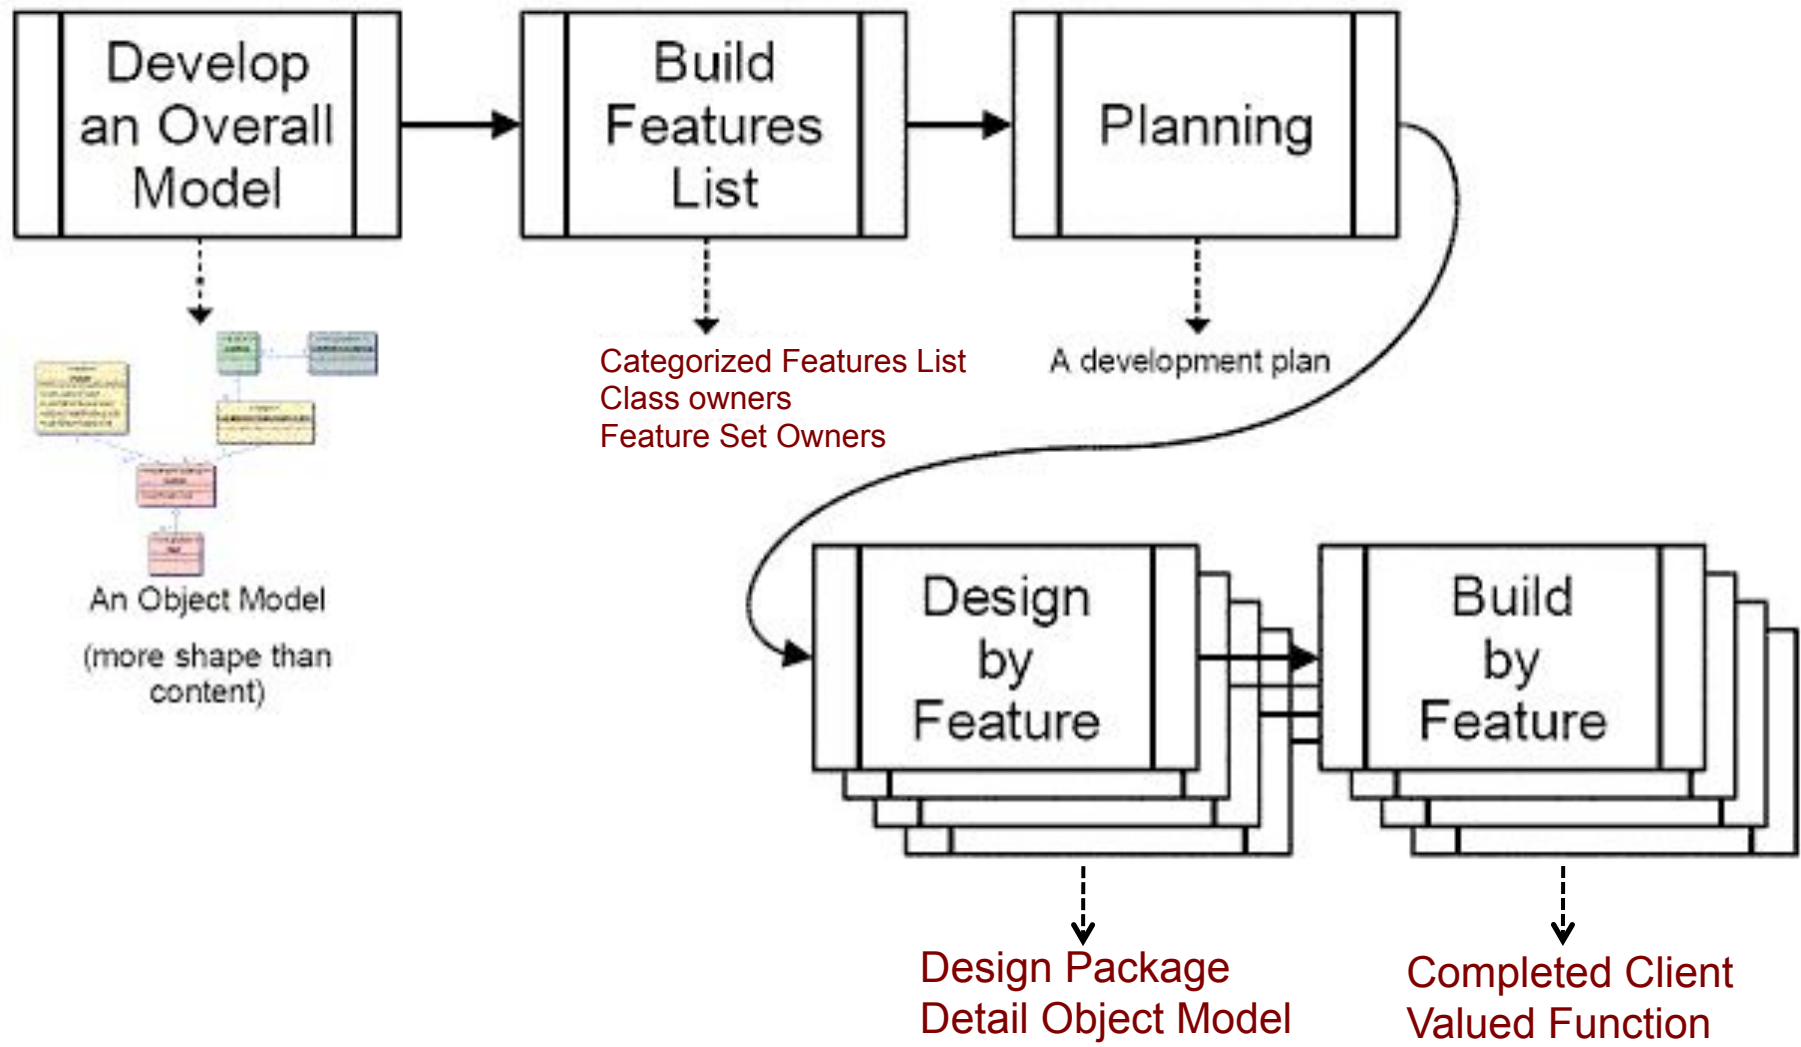 Develop
an Overall
Model
Build
Features
List
Planning
Categorized Features List
Class owners
Feature Set Owners
A development plan
An Object Model
(more shape than
content)
Design
by
Feature
Build
by
Feature
Design Package
Detail Object Model
Completed Client
Valued Function